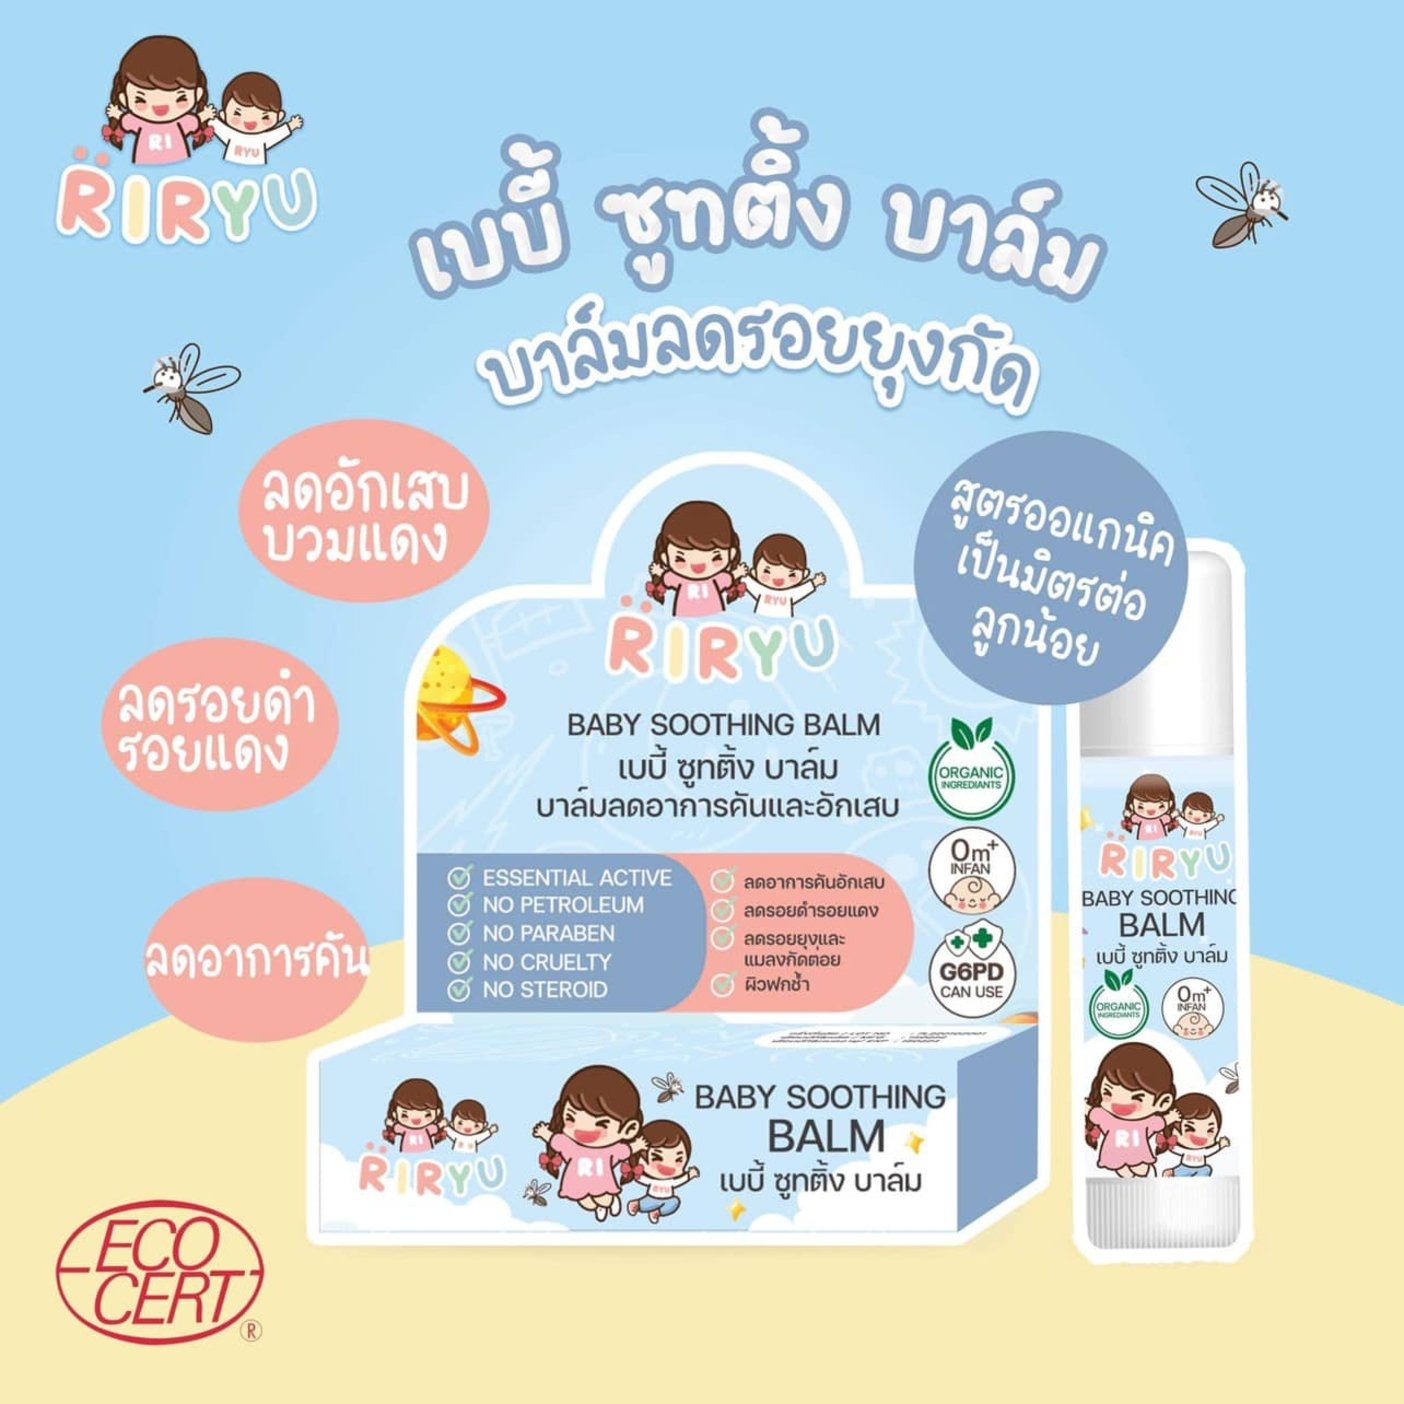 RI
RYU
RIRYU
เบบี้ ซูทติ้ง บาล์ม
บาล์มลดรอยยุงกัด
ลดอักเสบ
บวมแดง
ลดรอยดำ
รอยแดง
ลดอาการคัน
สูตรออแกนิค
เป็นมิตรต่อ
ลูกน้อย
RI
RYU
RIRYU
BABY SOOTHING BALM
เบบี้ ซูทติ้ง บาล์ม
บาล์มลดอาการคันและอักเสบ
ESSENTIAL ACTIVE
NO PETROLEUM
NO PARABEN
NO CRUELTY
NO STEROID
ลดอาการคันอักเสบ
ลดรอยดำรอยแดง
ลดรอยยุงและ
แมลงกัดต่อย
ผิวฟกช้ำ
ORGANIC
INGREDIANTS
0m+
INFAN
G6PD
CAN USE
RI
RIRYU
RI
RYU
BABY SOOTHING
BALM
เบบี้ ซูทติ้ง บาล์ม
RI
RYU
RIRYU
BABY SOOTHING
BALM
เบบี้ ซูทติ้ง บาล์ม
ORGANIC
INGREDIANTS
0m+
INFAN
RI
RYU
ECO
CERT
®